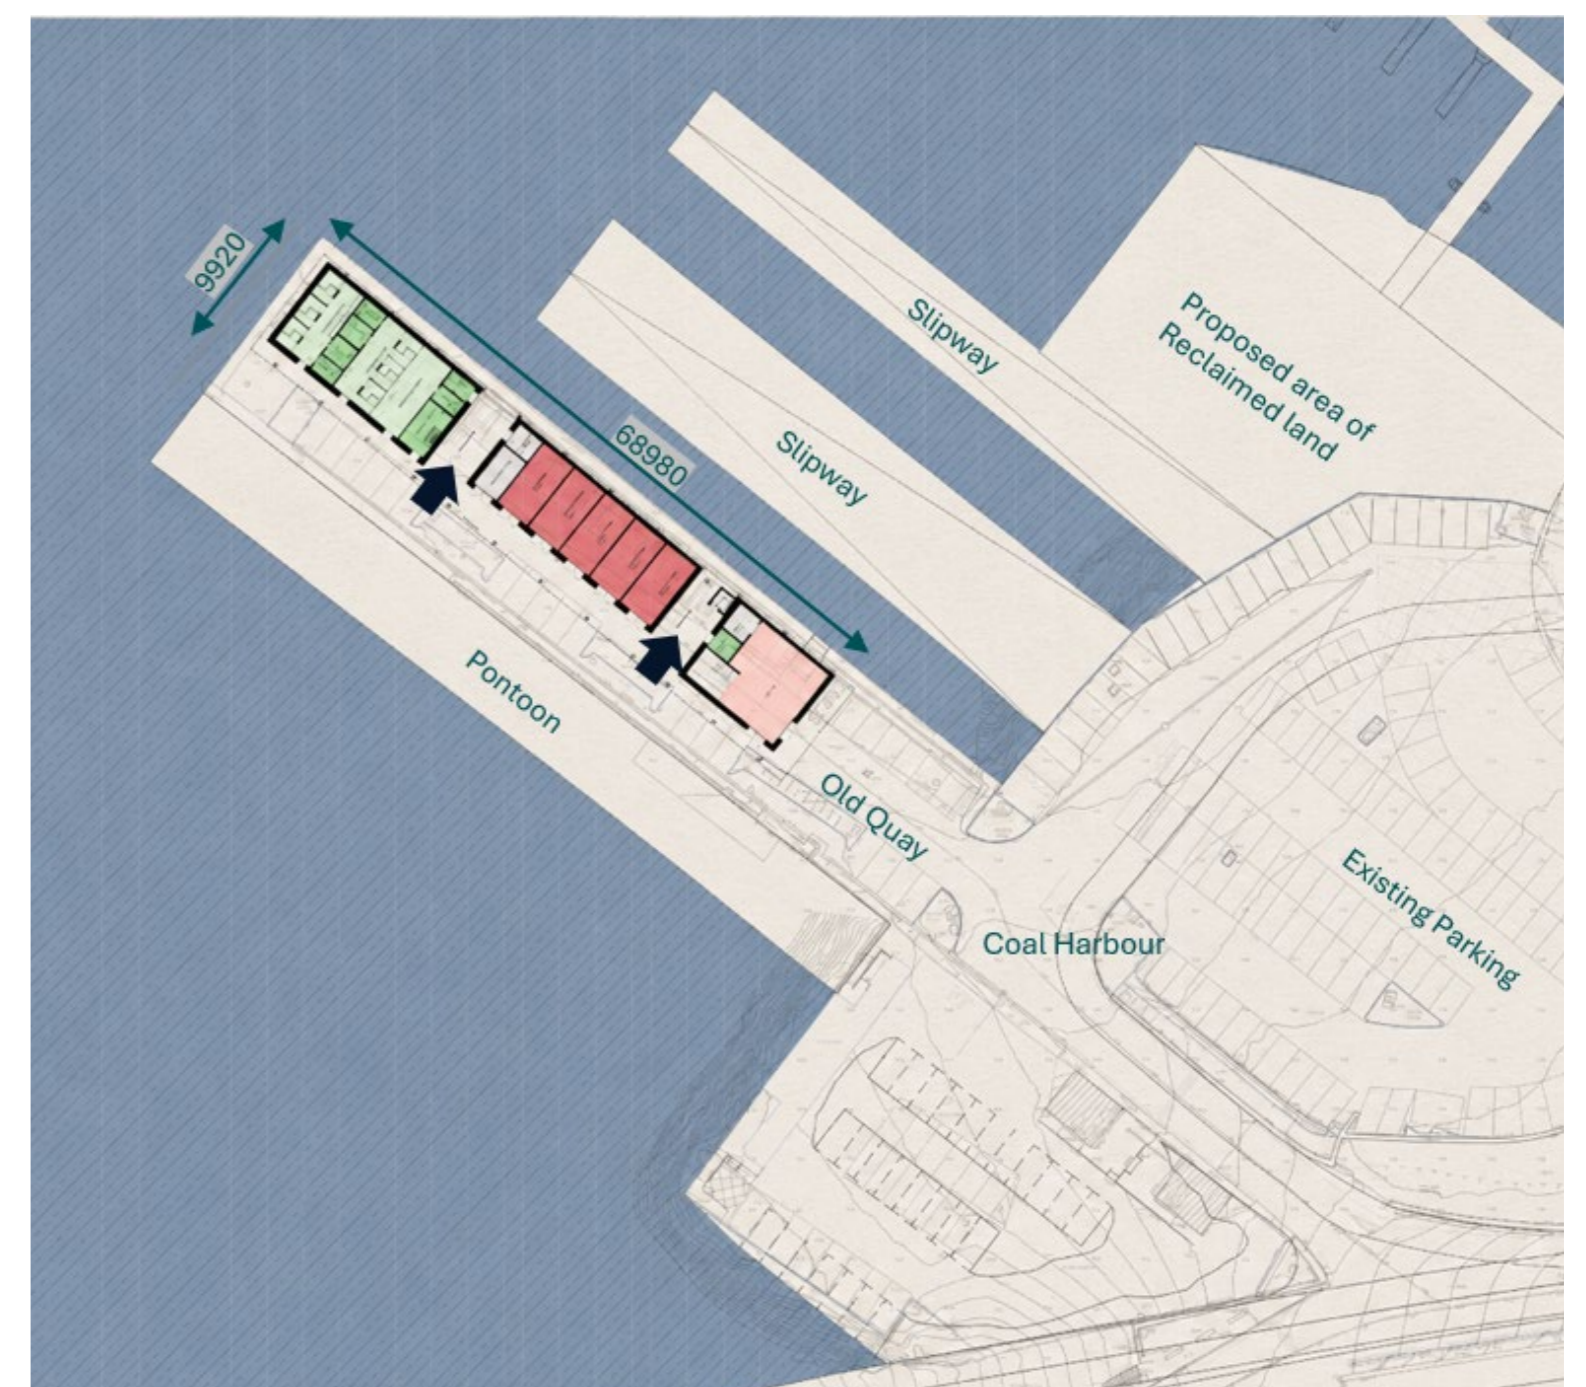 9920
68980
Slipway
Slipway
Proposed area of
Reclaimed land
Pontoon
Old Quay
Coal Harbour
Existing Parking